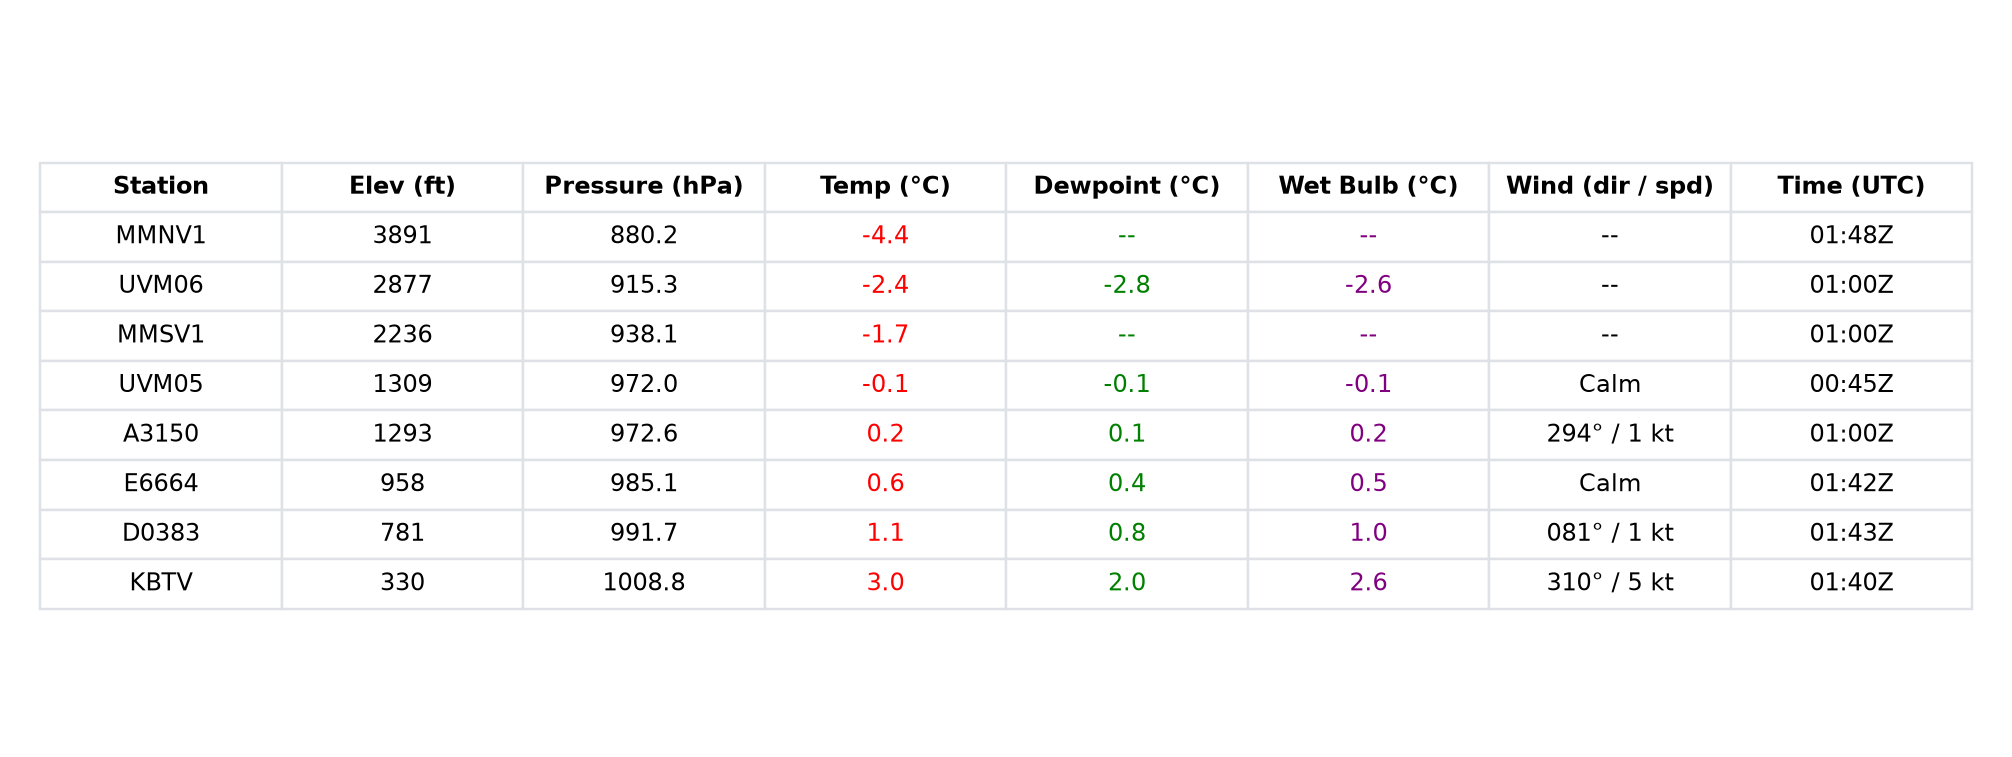 Station Elev (ft) Pressure (hPa) Temp (°C) Dewpoint (°C) Wet Bulb (°C) Wind (dir / spd) Time (UTC)
MMNV1 3891 880.2 -4.4 -- -- -- 01:48Z
UVM06 2877 915.3 -2.4 -2.8 -2.6 -- 01:00Z
MMSV1 2236 938.1 -1.7 -- -- -- 01:00Z
UVM05 1309 972.0 -0.1 -0.1 -0.1 Calm 00:45Z
A3150 1293 972.6 0.2 0.1 0.2 294° / 1 kt 01:00Z
E6664 958 985.1 0.6 0.4 0.5 Calm 01:42Z
D0383 781 991.7 1.1 0.8 1.0 081° / 1 kt 01:43Z
KBTV 330 1008.8 3.0 2.0 2.6 310° / 5 kt 01:40Z